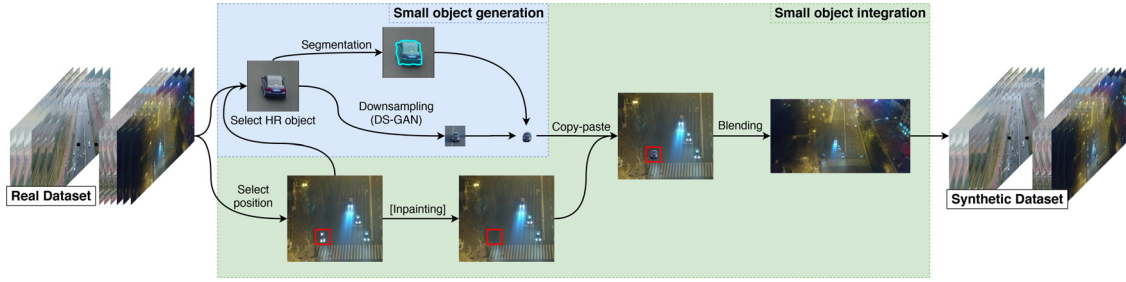 Small object generation
Small object integration
Segmentation
Select HR object
Downsampling
(DS-GAN)
Copy-paste
Blending
Real Dataset
Select
position
[Inpainting]
Synthetic Dataset